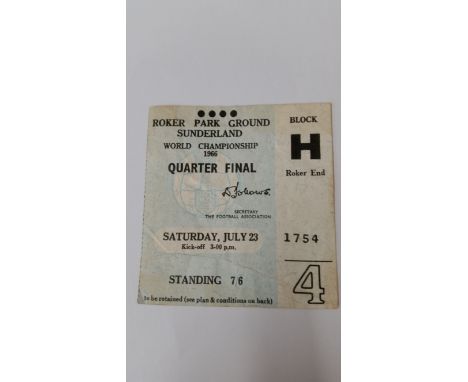 ROKER PARK GROUND
SUNDERLAND
WORLD CHAMPIONSHIP
1966
QUARTER FINAL
SECRETARY
THE FOOTBALL ASSOCIATION
SATURDAY, JULY 23
Kick-off 3-00 p.m.
STANDING 76
to be retained (see plan & conditions on back)
BLOCK
H
Roker End
1754
4